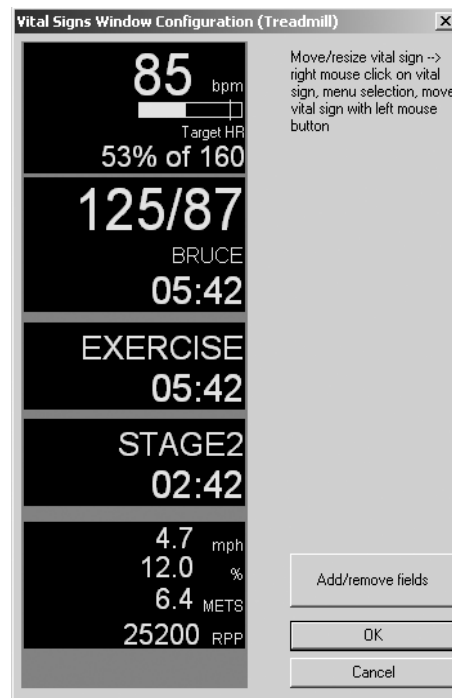 Vital Signs Window Configuration (Treadmill)
Move/resize vital sign -->
right mouse click on vital
sign, menu selection, move
vital sign with left mouse
button
85 bpm
Target HR
53% of 160
125/87
BRUCE
05:42
EXERCISE
05:42
STAGE2
02:42
4.7 mph
12.0 %
6.4 METS
25200 RPP
Add/remove fields
OK
Cancel